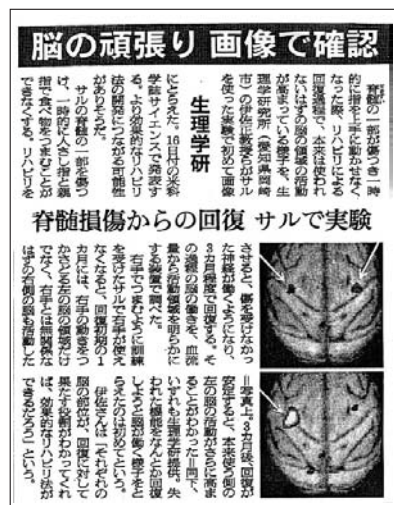 脳の頑張り 画像で確認
生理学研
脊髄の一部が傷つき一時
的に指を上手に動かせなく
なった際、リハビリによる
回復過程で、本来は使われ
ないはずの脳の領域の活動
が高まっている様子を、生
理学研究所（愛知県岡崎
市）の伊佐正教授らがサル
を使った実験で初めて画像
にとらえた。16日付の米科
学誌サイエンスで発表す
る。より効果的なリハビリ
法の開発につながる可能性
がありそうだ。
サルの脊髄の一部を傷つ
け、一時的に人さし指と親
指で食べ物をつまむことが
できなくする。リハビリを
脊髄損傷からの回復 サルで実験
させると、傷を受けなかっ
た神経が働くようになり、
3カ月程度で回復する。そ
の過程の脳の働きを、血流
量から活動領域を明らかに
する装置で調べた。
右手でつまむように訓練
を受けたサルで右手が使え
なくなると、回復初期の1
カ月には、右手の動きをつ
かさどる左の脳の領域だけ
でなく、右手とは無関係な
はずの右側の脳も活動した
＝写真上。3カ月後、回復が
安定すると、本来使う側の
左の脳の活動がさらに高ま
ることがわかった＝同下、
いずれも生理学研提供。失
われた機能をなんとか回復
しようと脳が働く様子をと
らえたのは初めてという。
伊佐さんは「それぞれの
脳の部位が、回復に対して
果たす役割がわかってくれ
ば、効果的なリハビリ法が
できるだろう」という。